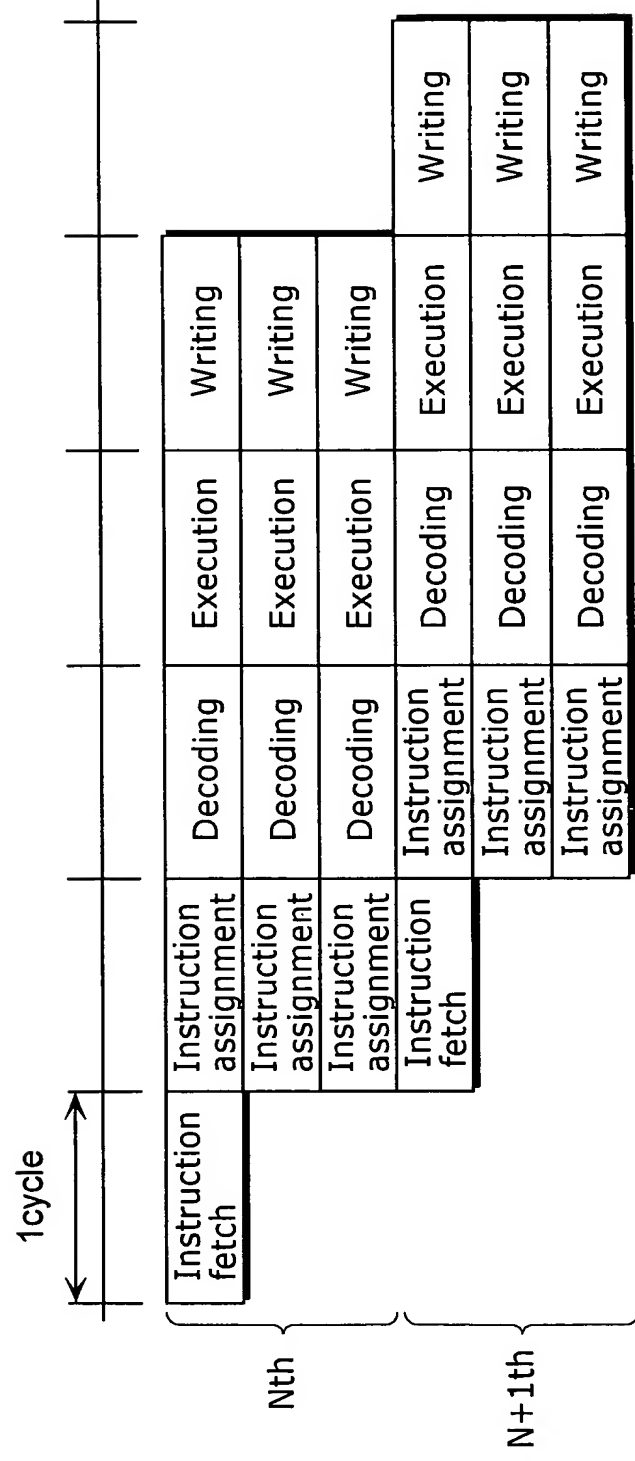 1cycle
Nth
Instruction
fetch
Instruction
assignment
Decoding
Execution
Writing
Instruction
assignment
Decoding
Execution
Writing
Instruction
assignment
Decoding
Execution
Writing
N+1th
Instruction
fetch
Instruction
assignment
Decoding
Execution
Writing
Instruction
assignment
Decoding
Execution
Writing
Instruction
assignment
Decoding
Execution
Writing